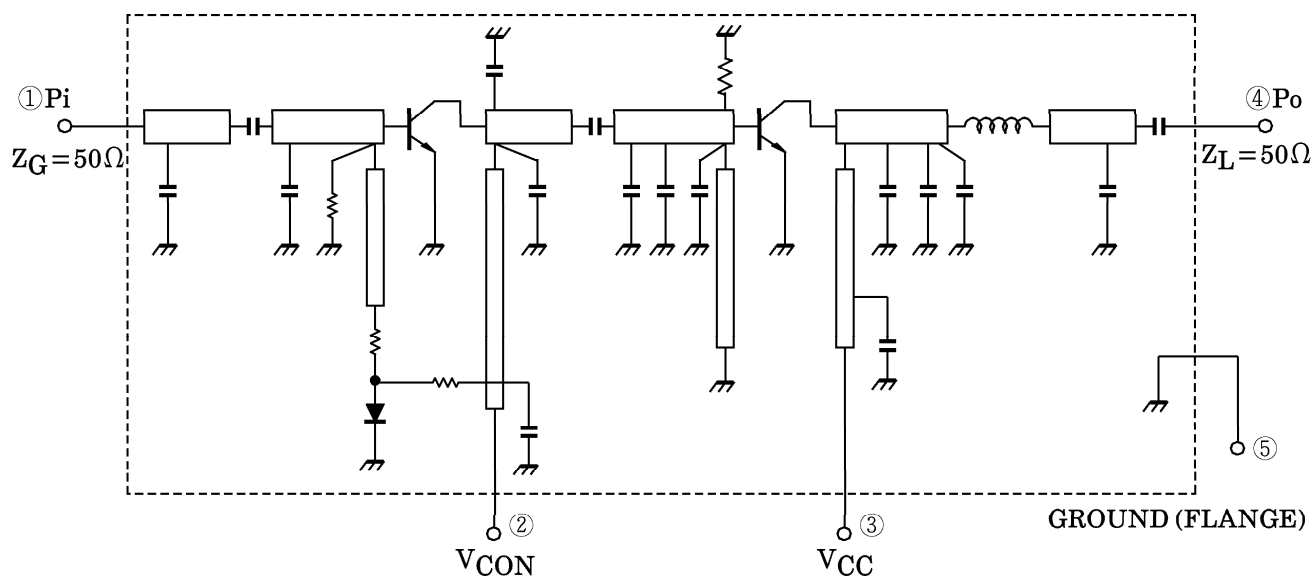 ①Pi
ZG=50Ω
④Po
ZL=50Ω
⑤
②
VCON
③
VCC
GROUND (FLANGE)